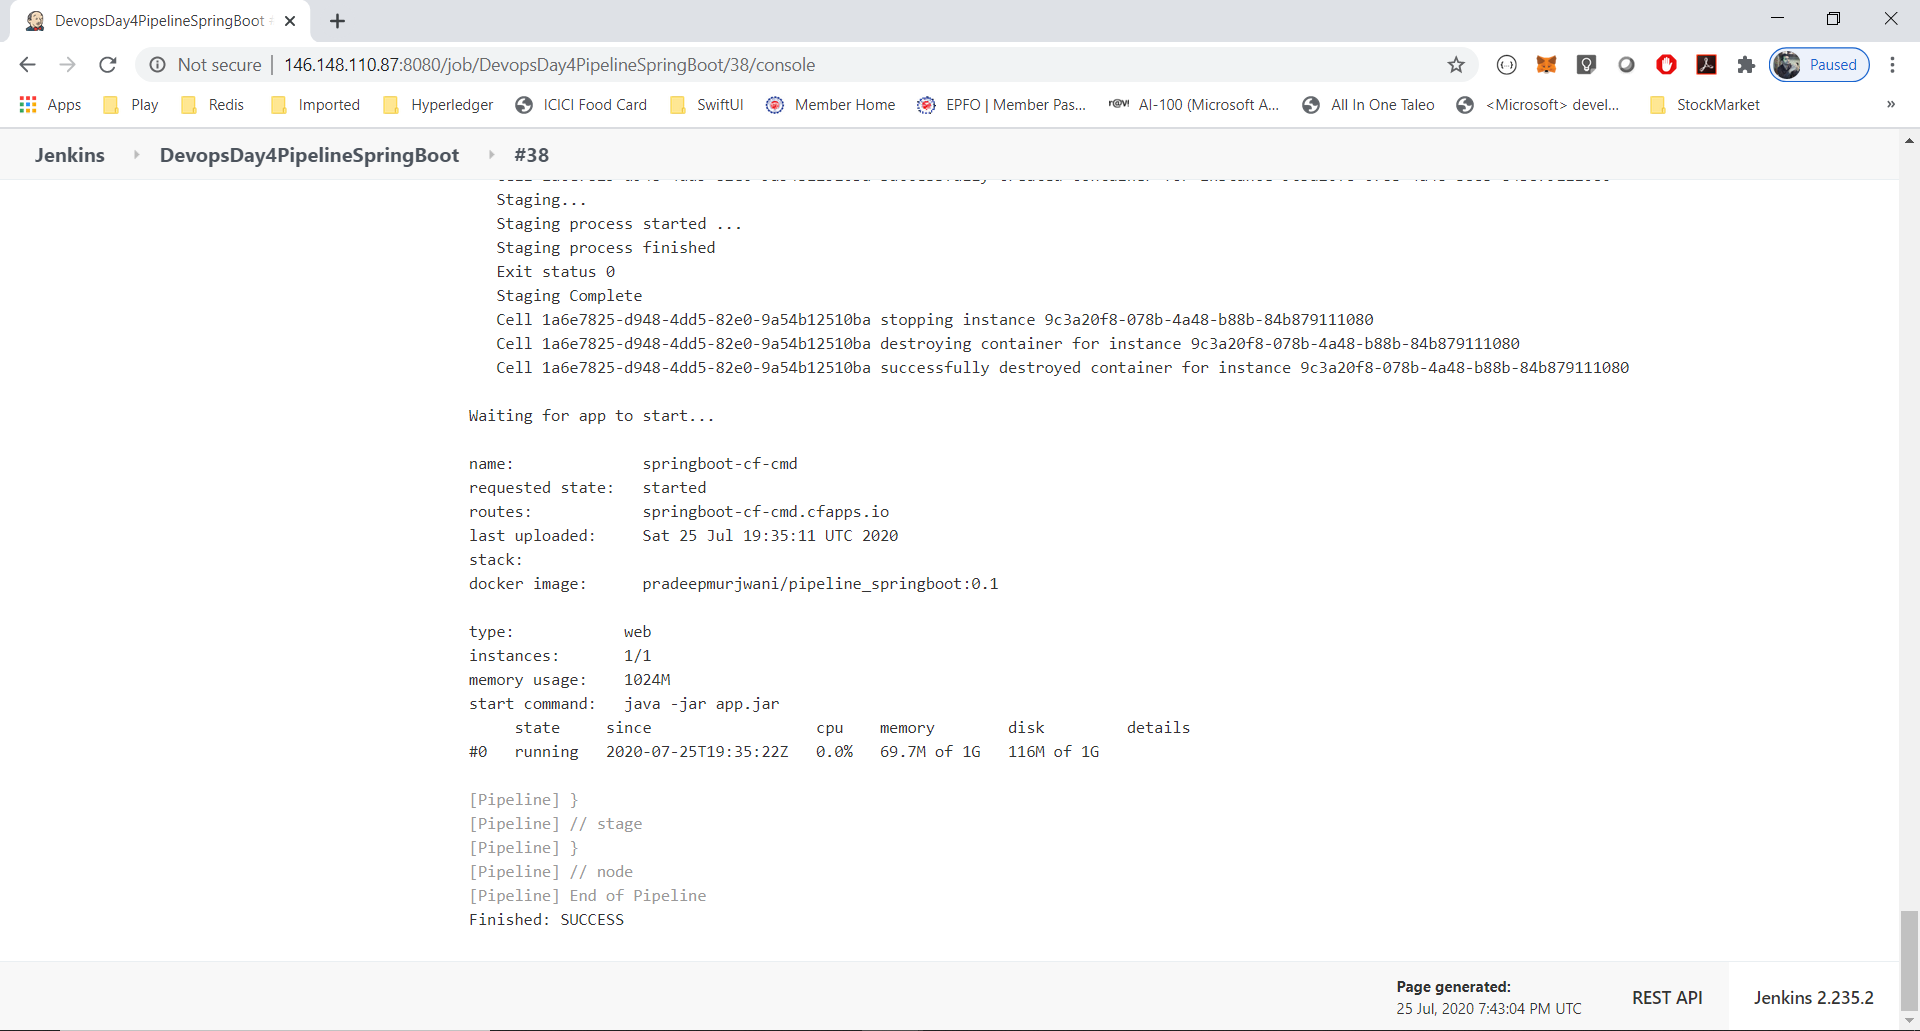 DevopsDay4PipelineSpringBoot
Not secure | 146.148.110.87:8080/job/DevopsDay4PipelineSpringBoot/38/console
Paused
Apps Play Redis Imported Hyperledger ICICI Food Card SwiftUI Member Home EPFO | Member Pas... AI-100 (Microsoft A... All In One Taleo <Microsoft> devel... StockMarket »
Jenkins DevopsDay4PipelineSpringBoot #38
Staging...
Staging process started ...
Staging process finished
Exit status 0
Staging Complete
Cell 1a6e7825-d948-4dd5-82e0-9a54b12510ba stopping instance 9c3a20f8-078b-4a48-b88b-84b879111080
Cell 1a6e7825-d948-4dd5-82e0-9a54b12510ba destroying container for instance 9c3a20f8-078b-4a48-b88b-84b879111080
Cell 1a6e7825-d948-4dd5-82e0-9a54b12510ba successfully destroyed container for instance 9c3a20f8-078b-4a48-b88b-84b879111080
Waiting for app to start...
name: springboot-cf-cmd
requested state: started
routes: springboot-cf-cmd.cfapps.io
last uploaded: Sat 25 Jul 19:35:11 UTC 2020
stack:
docker image: pradeepmurjwani/pipeline_springboot:0.1
type: web
instances: 1/1
memory usage: 1024M
start command: java -jar app.jar
state since cpu memory disk details
#0 running 2020-07-25T19:35:22Z 0.0% 69.7M of 1G 116M of 1G
[Pipeline] }
[Pipeline] // stage
[Pipeline] }
[Pipeline] // node
[Pipeline] End of Pipeline
Finished: SUCCESS
Page generated:
25 Jul, 2020 7:43:04 PM UTC
REST API
Jenkins 2.235.2